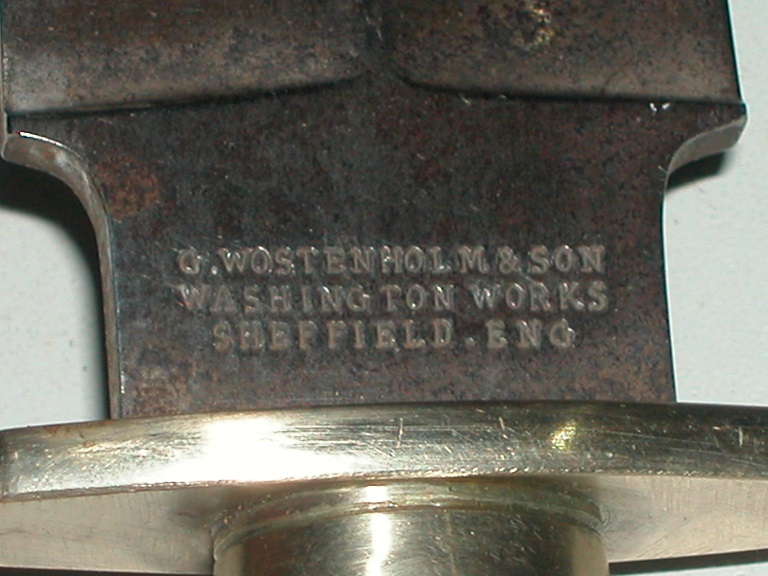 G. WOSTENHOLM & SON
WASHINGTON WORKS
SHEFFIELD. ENG